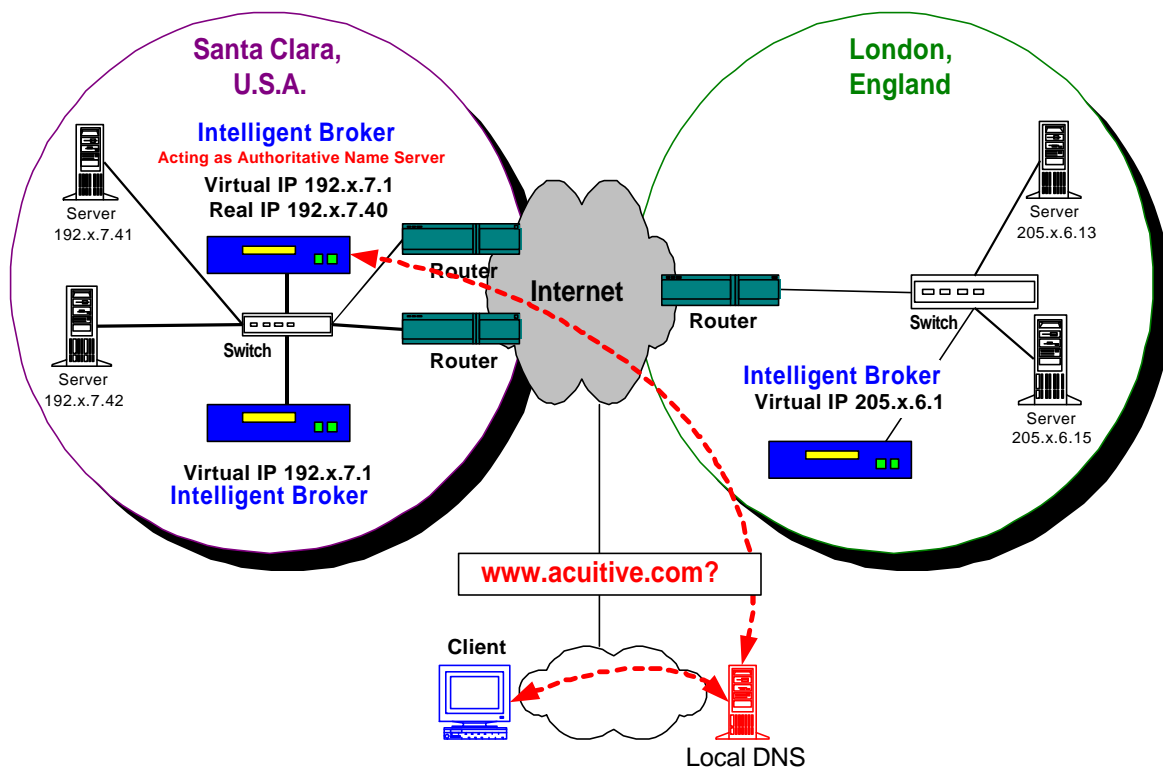 Santa Clara,
U.S.A.
London,
England
Intelligent Broker
Acting as Authoritative Name Server
Virtual IP 192.x.7.1
Real IP 192.x.7.40
Server
192.x.7.41
Router
Server
192.x.7.42
Switch
Router
Virtual IP 192.x.7.1
Intelligent Broker
Internet
Router
Server
205.x.6.13
Switch
Intelligent Broker
Virtual IP 205.x.6.1
Server
205.x.6.15
www.acuitive.com?
Client
Local DNS